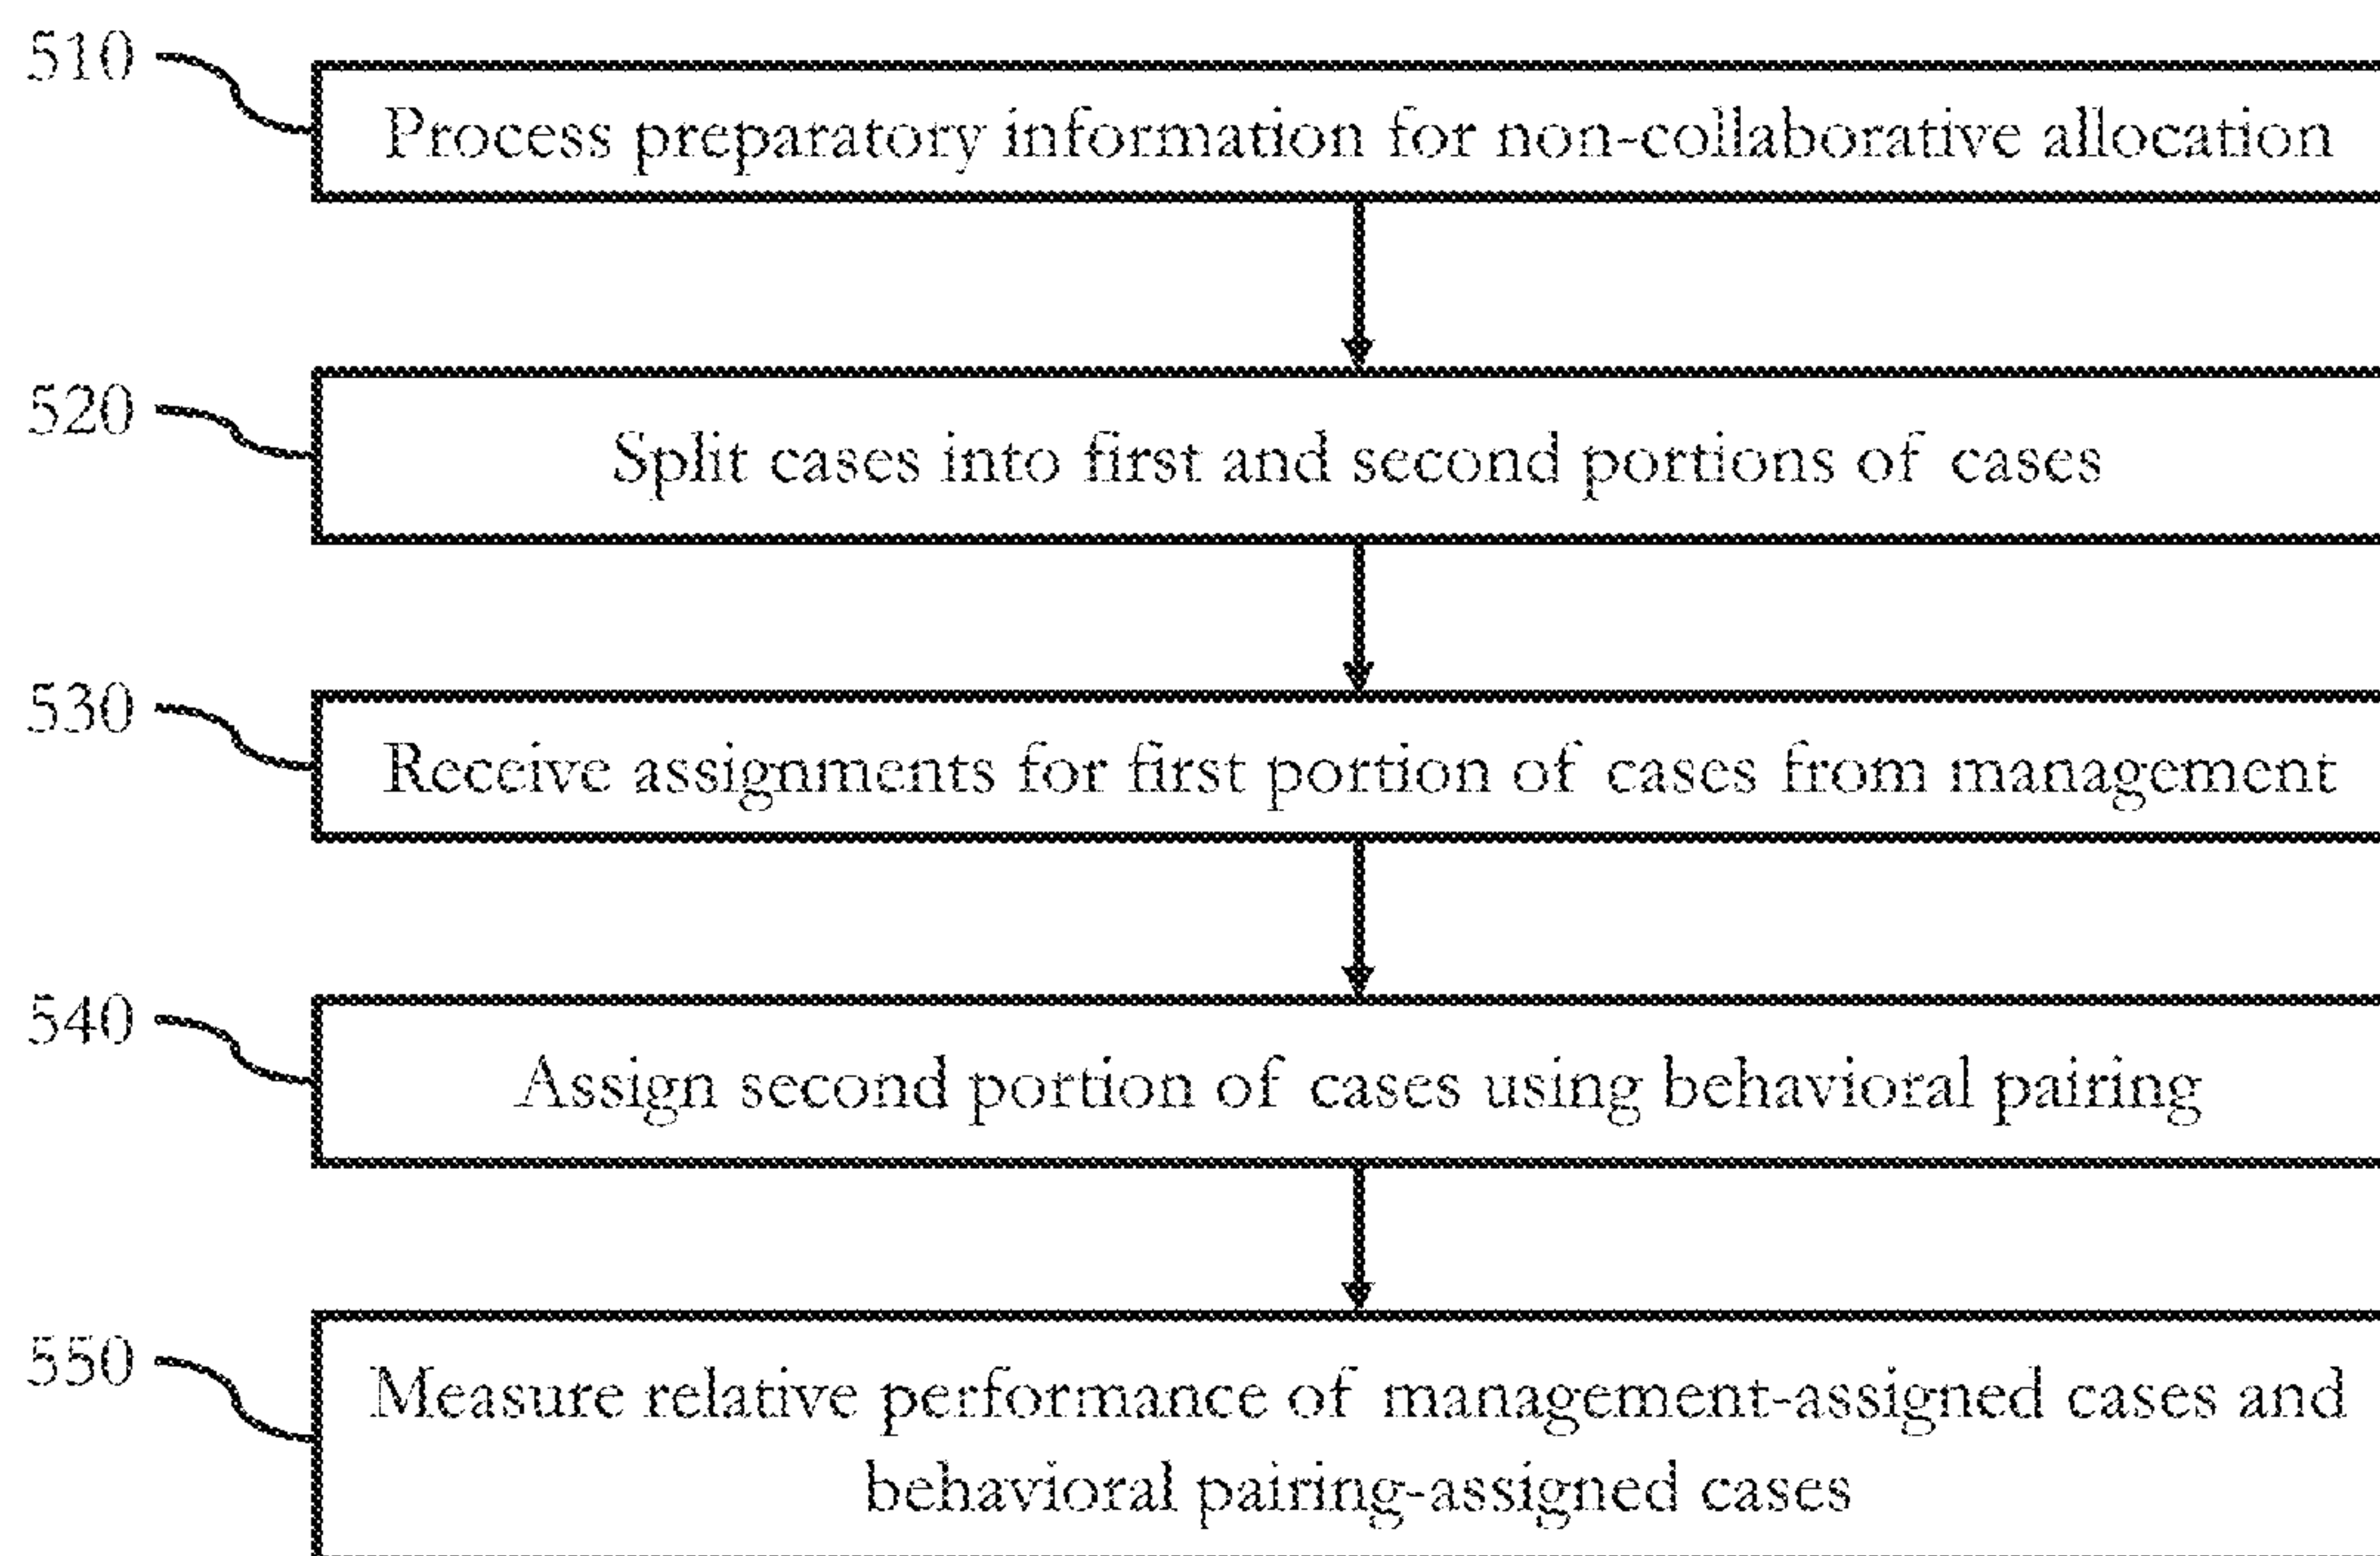 510
Process preparatory information for non-collaborative allocation
520
Split cases into first and second portions of cases
530
Receive assignments for first portion of cases from management
540
Assign second portion of cases using behavioral pairing
550
Measure relative performance of management-assigned cases and
behavioral pairing-assigned cases